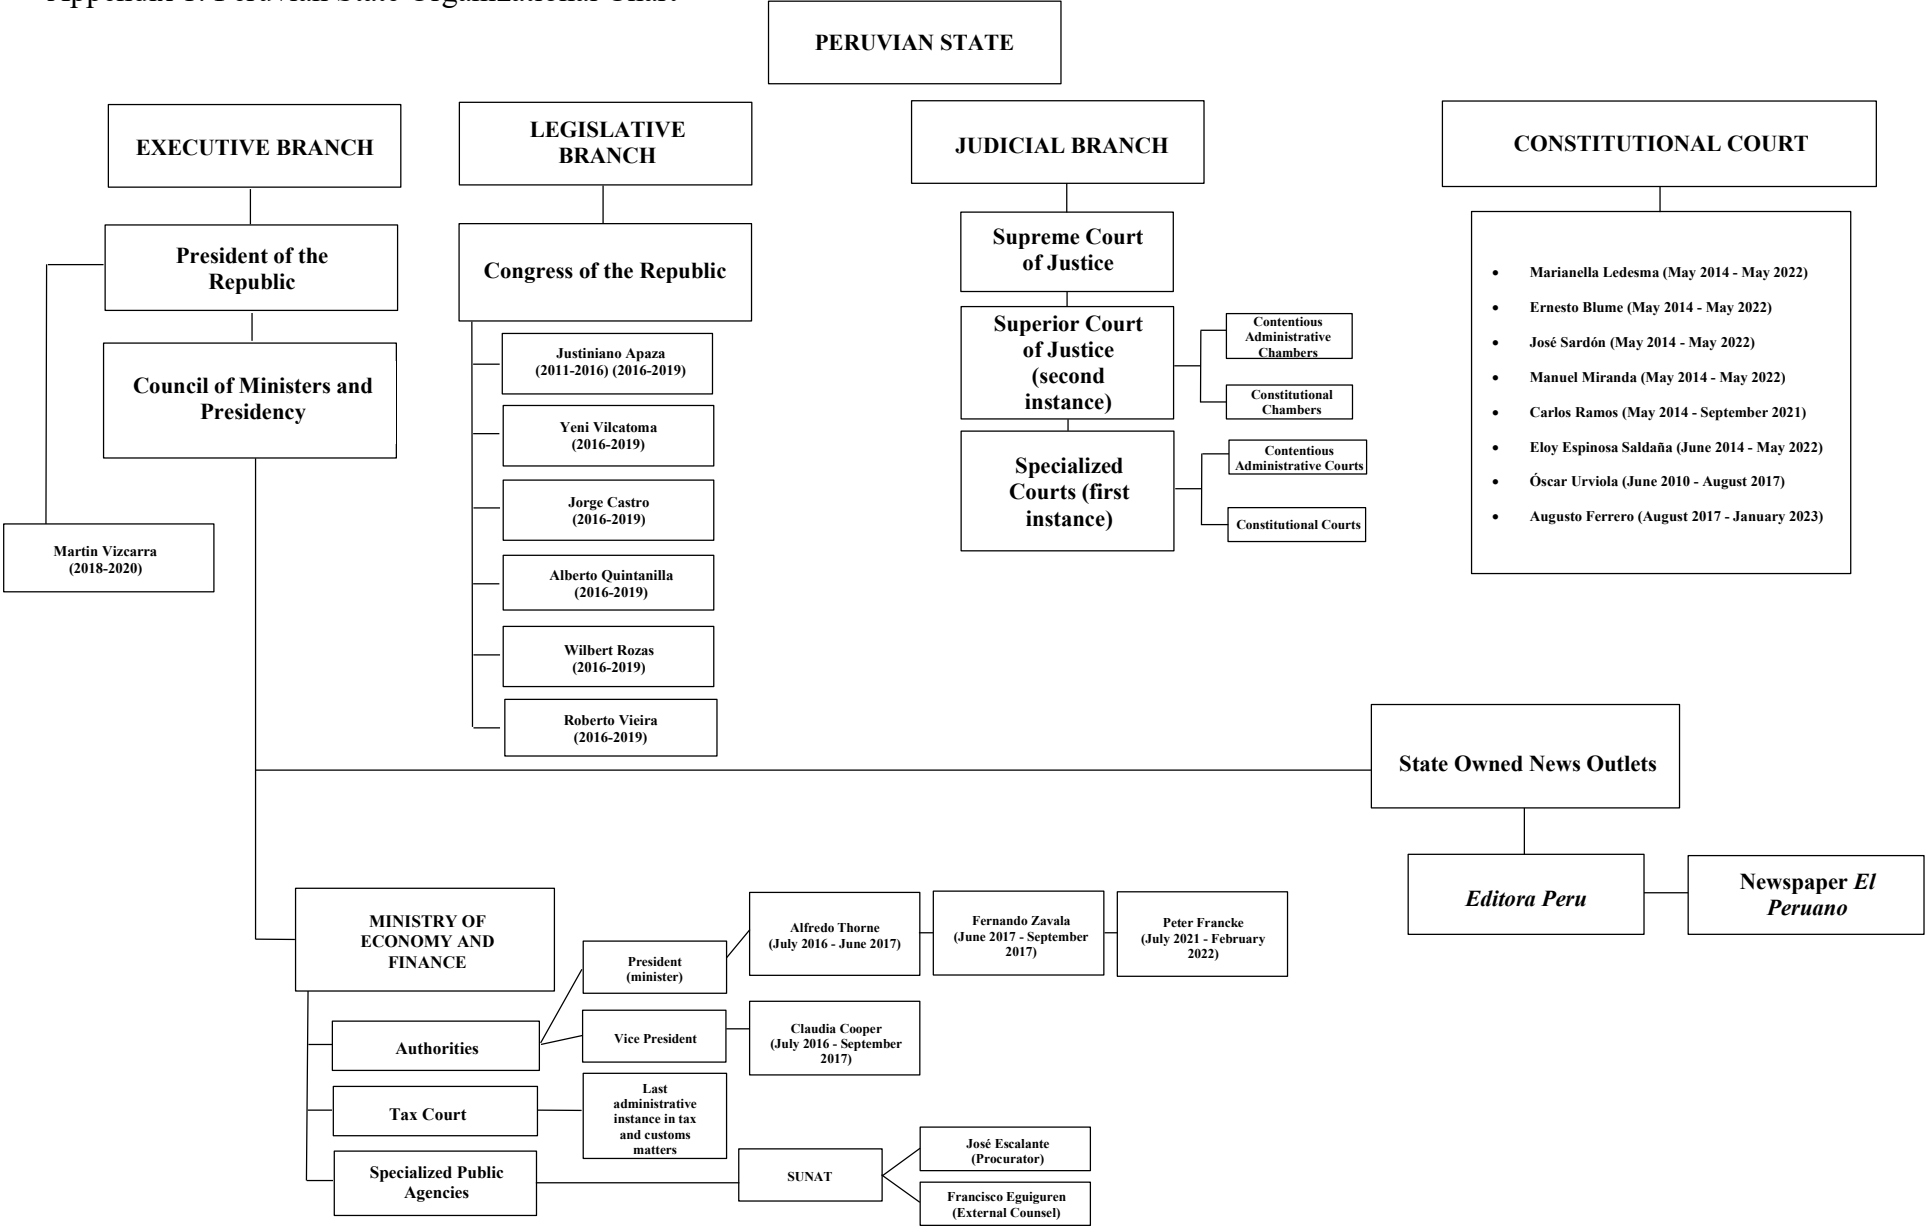 Appendix 1: Peruvian State Organizational Chart
PERUVIAN STATE
EXECUTIVE BRANCH
President of the
Republic
Council of Ministers and
Presidency
Martin Vizcarra
(2018-2020)
LEGISLATIVE
BRANCH
Congress of the Republic
Justiniano Apaza
(2011-2016) (2016-2019)
Yeni Vilcatoma
(2016-2019)
Jorge Castro
(2016-2019)
Alberto Quintanilla
(2016-2019)
Wilbert Rozas
(2016-2019)
Roberto Vieira
(2016-2019)
JUDICIAL BRANCH
Supreme Court
of Justice
Superior Court
of Justice
(second
instance)
Contentious
Administrative
Chambers
Constitutional
Chambers
Specialized
Courts (first
instance)
Contentious
Administrative Courts
Constitutional Courts
CONSTITUTIONAL COURT
• Marianella Ledesma (May 2014 - May 2022)
• Ernesto Blume (May 2014 - May 2022)
• José Sardón (May 2014 - May 2022)
• Manuel Miranda (May 2014 - May 2022)
• Carlos Ramos (May 2014 - September 2021)
• Eloy Espinosa Saldaña (June 2014 - May 2022)
• Óscar Urviola (June 2010 - August 2017)
• Augusto Ferrero (August 2017 - January 2023)
State Owned News Outlets
Editora Peru
Newspaper El
Peruano
MINISTRY OF
ECONOMY AND
FINANCE
Authorities
President
(minister)
Alfredo Thorne
(July 2016 - June 2017)
Fernando Zavala
(June 2017 - September
2017)
Peter Francke
(July 2021 - February
2022)
Vice President
Claudia Cooper
(July 2016 - September
2017)
Tax Court
Last
administrative
instance in tax
and customs
matters
Specialized Public
Agencies
SUNAT
José Escalante
(Procurator)
Francisco Eguiguren
(External Counsel)